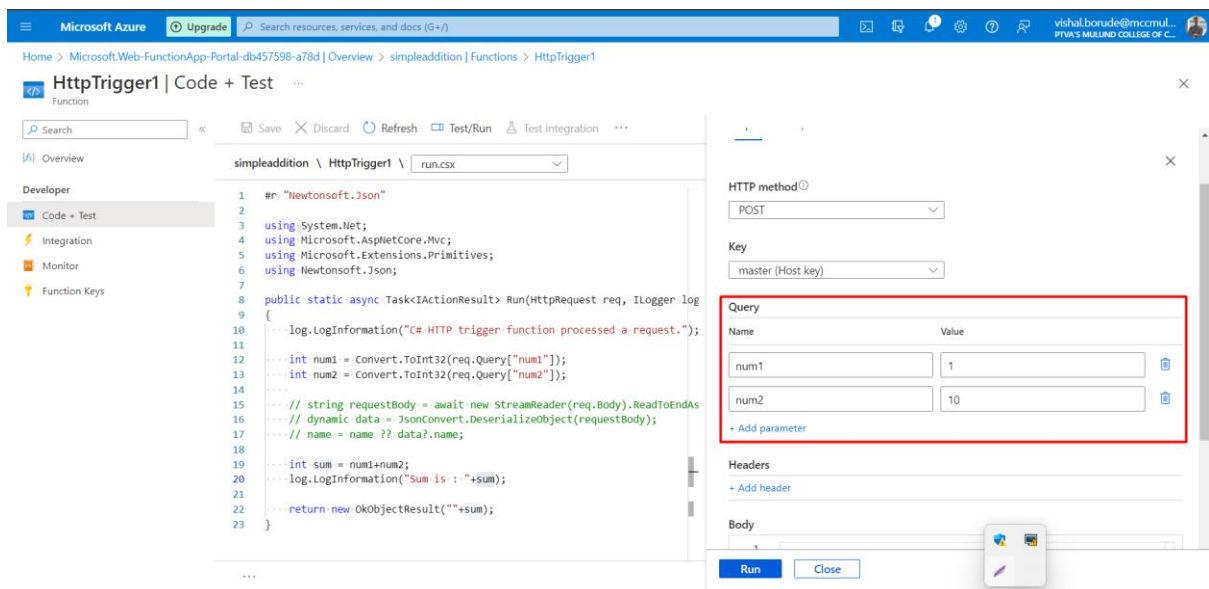 Microsoft Azure
Upgrade
Search resources, services, and docs (G+/)
vishal.borude@mccmul...
PTVA'S MULUND COLLEGE OF C...
Home > Microsoft.Web-FunctionApp-Portal-db457598-a78d | Overview > simpleaddition | Functions > HttpTrigger1
HttpTrigger1 | Code + Test ...
Function
Search
Overview
Developer
Code + Test
Integration
Monitor
Function Keys
Save Discard Refresh Test/Run Test integration ...
simpleaddition \ HttpTrigger1 \ run.csx
1 #r "Newtonsoft.Json"
2
3 using System.Net;
4 using Microsoft.AspNetCore.Mvc;
5 using Microsoft.Extensions.Primitives;
6 using Newtonsoft.Json;
7
8 public static async Task<IActionResult> Run(HttpRequest req, ILogger log
9 {
10 log.LogInformation("C# HTTP trigger function processed a request.");
11
12 int num1 = Convert.ToInt32(req.Query["num1"]);
13 int num2 = Convert.ToInt32(req.Query["num2"]);
14
15 // string requestBody = await new StreamReader(req.Body).ReadToEndAs
16 // dynamic data = JsonConvert.DeserializeObject(requestBody);
17 // name = name ?? data?.name;
18
19 int sum = num1+num2;
20 log.LogInformation("Sum is : "+sum);
21
22 return new OkObjectResult(""+sum);
23 }
...
HTTP method
POST
Key
master (Host key)
Query
Name Value
num1 1
num2 10
+ Add parameter
Headers
+ Add header
Body
Run Close